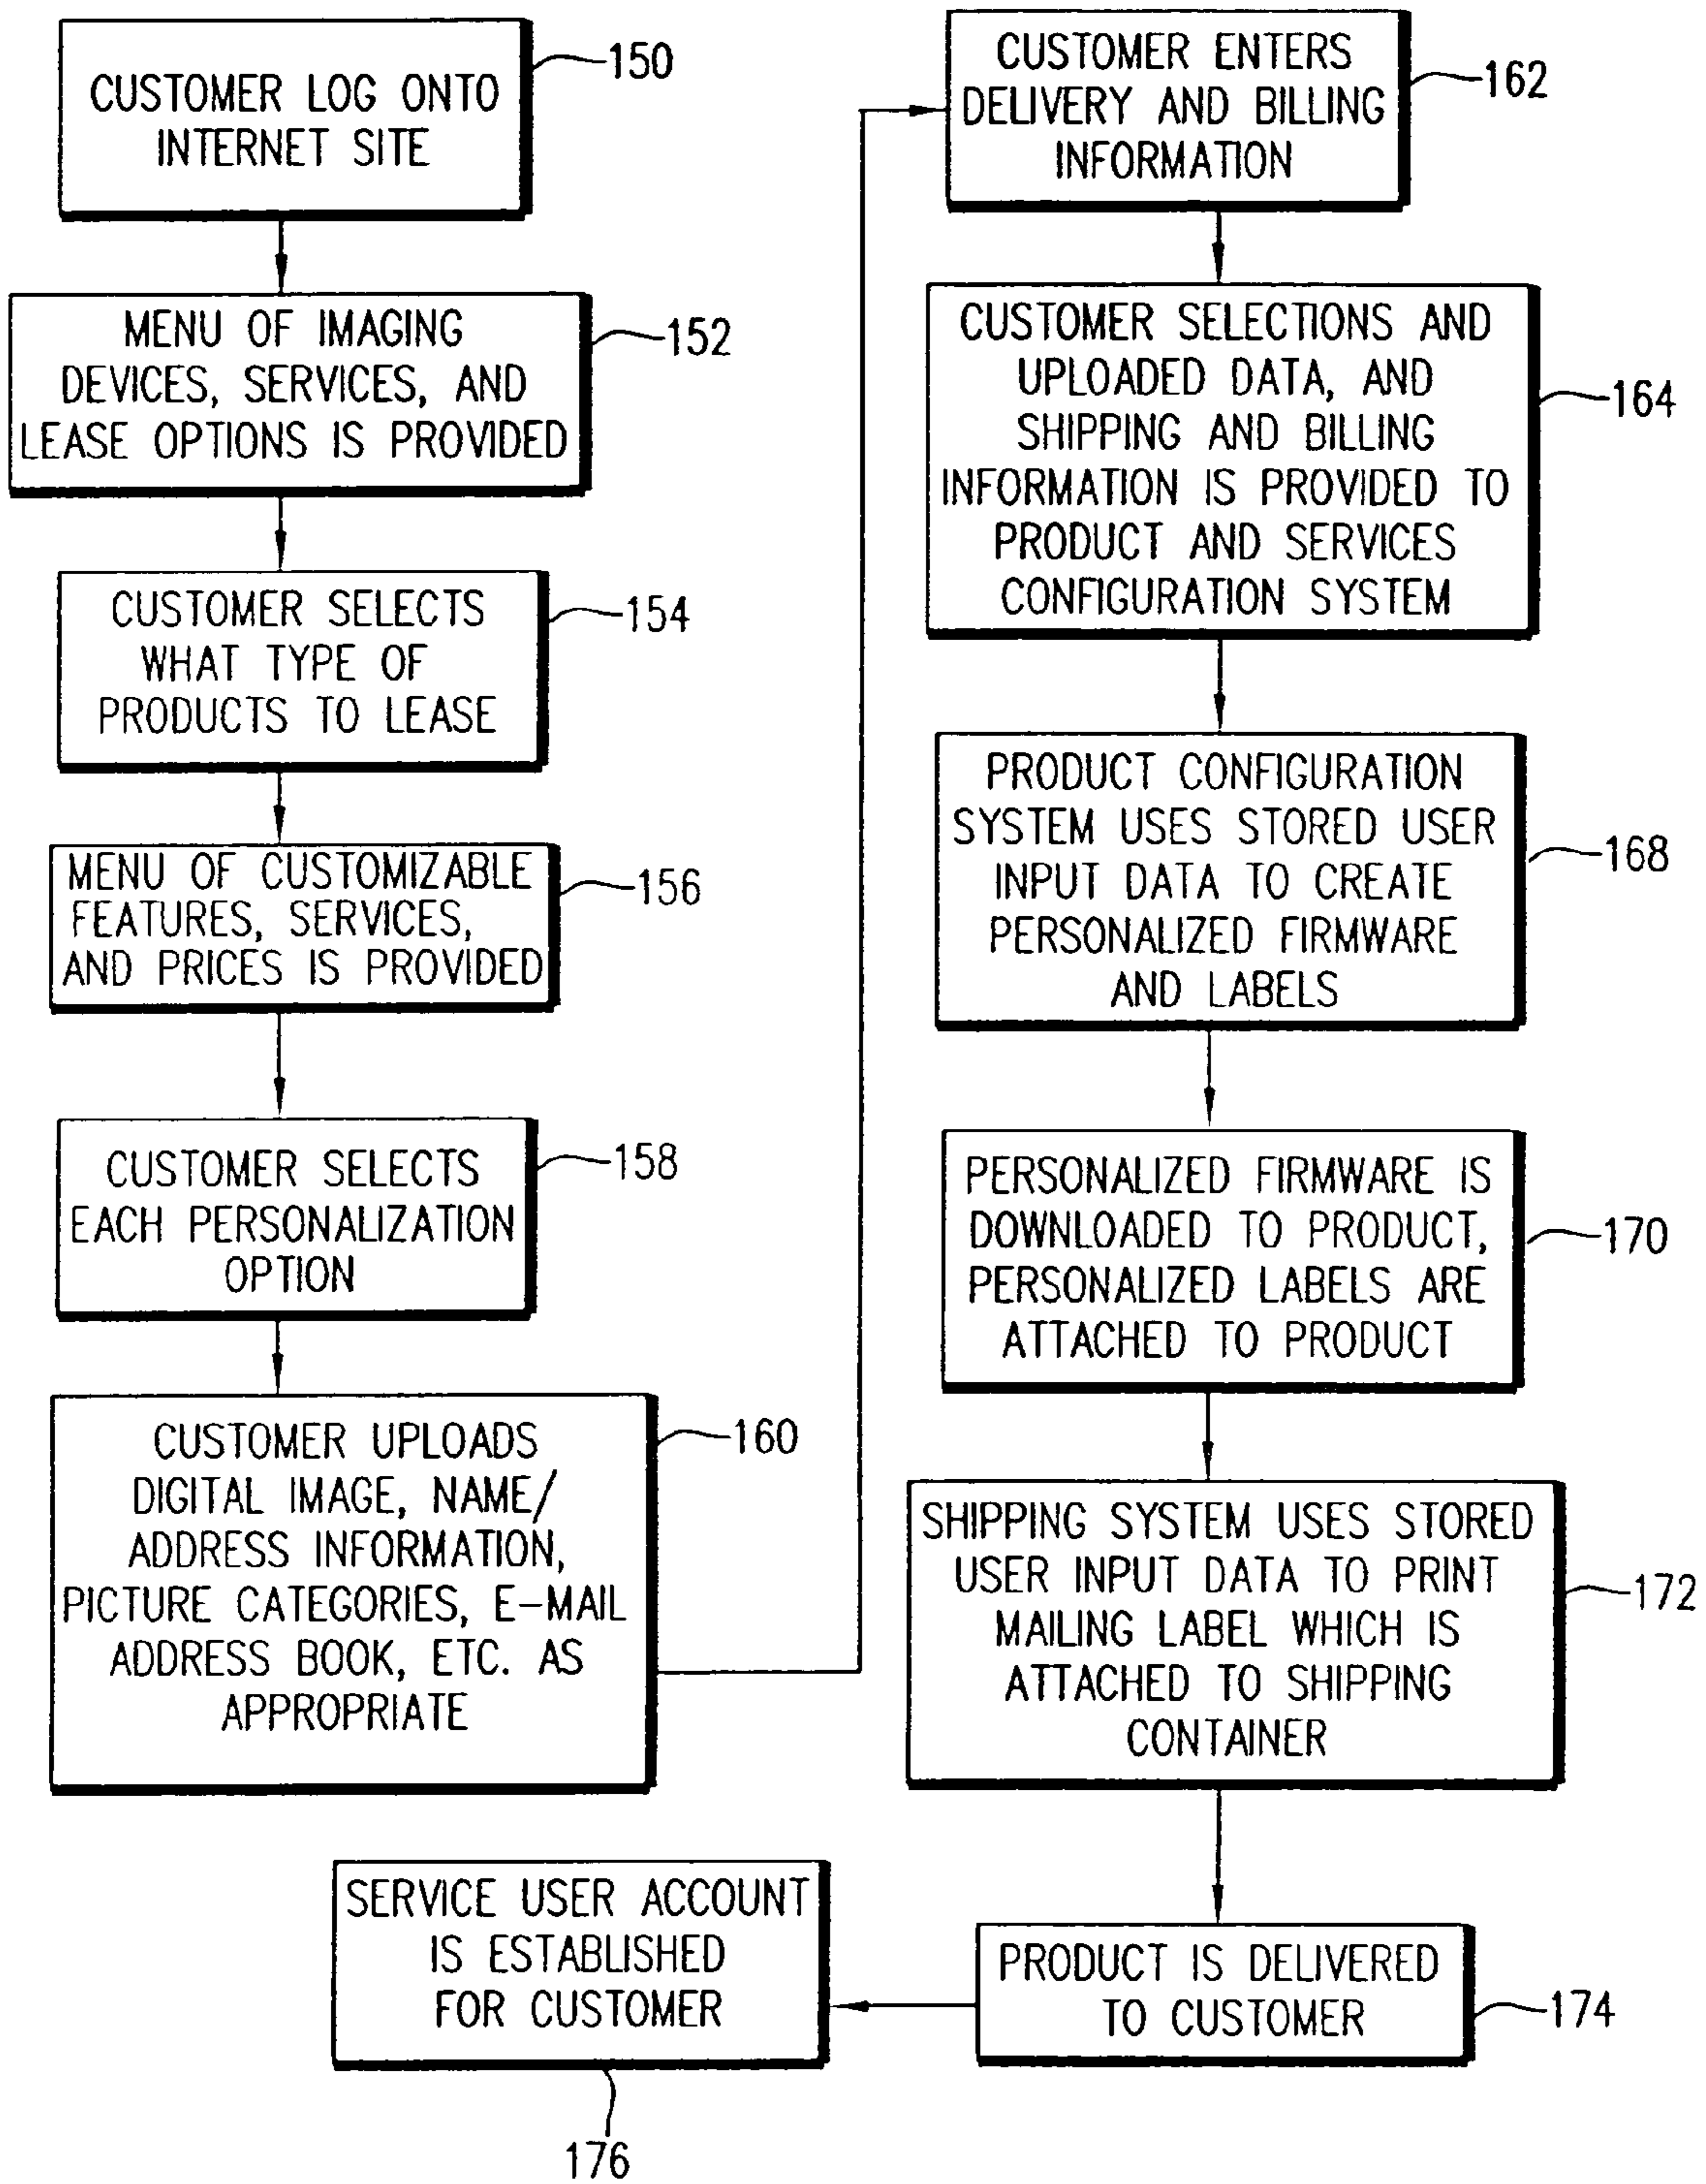 CUSTOMER LOG ONTO
INTERNET SITE
150
MENU OF IMAGING
DEVICES, SERVICES, AND
LEASE OPTIONS IS PROVIDED
152
CUSTOMER SELECTS
WHAT TYPE OF
PRODUCTS TO LEASE
154
MENU OF CUSTOMIZABLE
FEATURES, SERVICES,
AND PRICES IS PROVIDED
156
CUSTOMER SELECTS
EACH PERSONALIZATION
OPTION
158
CUSTOMER UPLOADS
DIGITAL IMAGE, NAME/
ADDRESS INFORMATION,
PICTURE CATEGORIES, E-MAIL
ADDRESS BOOK, ETC. AS
APPROPRIATE
160
CUSTOMER ENTERS
DELIVERY AND BILLING
INFORMATION
162
CUSTOMER SELECTIONS AND
UPLOADED DATA, AND
SHIPPING AND BILLING
INFORMATION IS PROVIDED TO
PRODUCT AND SERVICES
CONFIGURATION SYSTEM
164
PRODUCT CONFIGURATION
SYSTEM USES STORED USER
INPUT DATA TO CREATE
PERSONALIZED FIRMWARE
AND LABELS
168
PERSONALIZED FIRMWARE IS
DOWNLOADED TO PRODUCT,
PERSONALIZED LABELS ARE
ATTACHED TO PRODUCT
170
SHIPPING SYSTEM USES STORED
USER INPUT DATA TO PRINT
MAILING LABEL WHICH IS
ATTACHED TO SHIPPING
CONTAINER
172
PRODUCT IS DELIVERED
TO CUSTOMER
174
SERVICE USER ACCOUNT
IS ESTABLISHED
FOR CUSTOMER
176